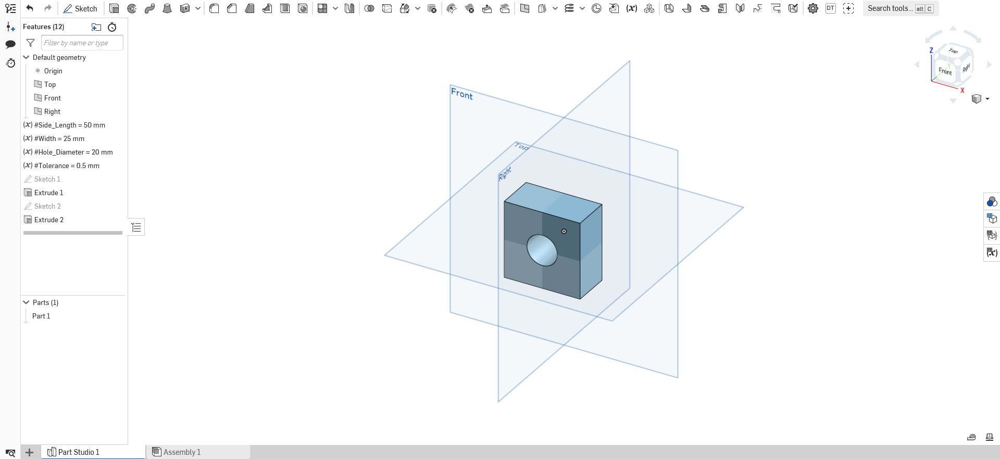 Sketch
Search tools... alt C
Features (12)
Filter by name or type
Default geometry
Origin
Top
Front
Right
(x) #Side_Length = 50 mm
(x) #Width = 25 mm
(x) #Hole_Diameter = 20 mm
(x) #Tolerance = 0.5 mm
Sketch 1
Extrude 1
Sketch 2
Extrude 2
Parts (1)
Part 1
Front
Top
Right
Z
Top
Front
Y
Right
X
(x)
DT
(x)
Part Studio 1
Assembly 1